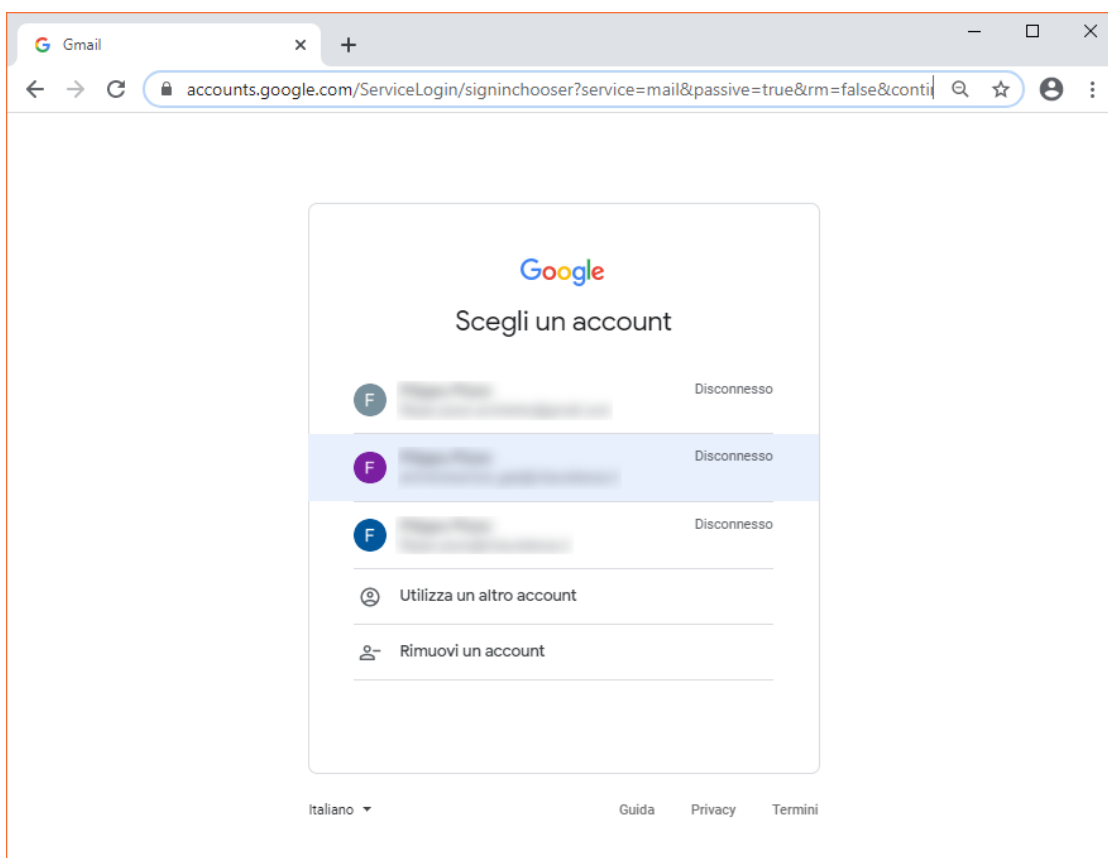 Gmail
accounts.google.com/ServiceLogin/signinchooser?service=mail&passive=true&rm=false&conti
Google
Scegli un account
F
Disconnesso
F
Disconnesso
F
Disconnesso
Utilizza un altro account
Rimuovi un account
Italiano
Guida Privacy Termini